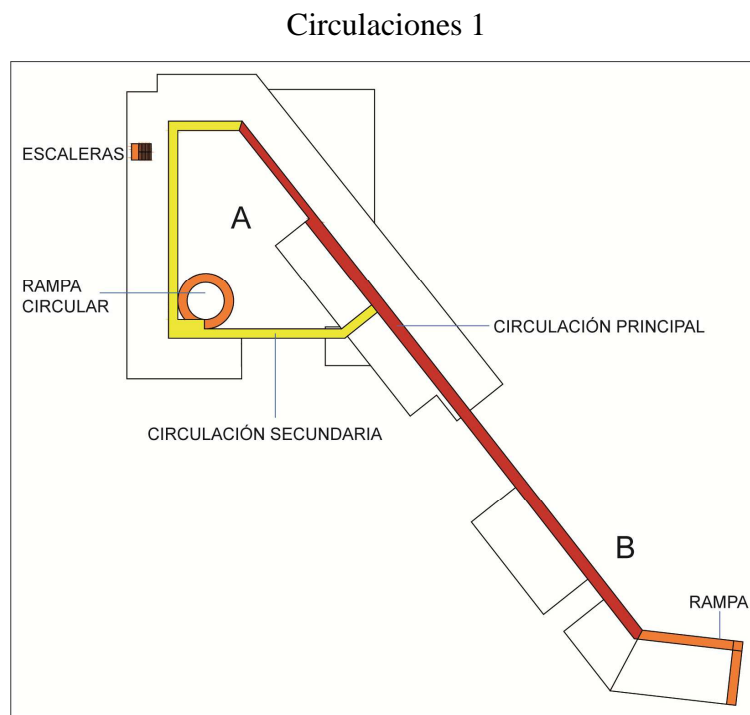 Circulaciones 1
ESCALERAS
A
RAMPA
CIRCULAR
CIRCULACIÓN PRINCIPAL
CIRCULACIÓN SECUNDARIA
B
RAMPA